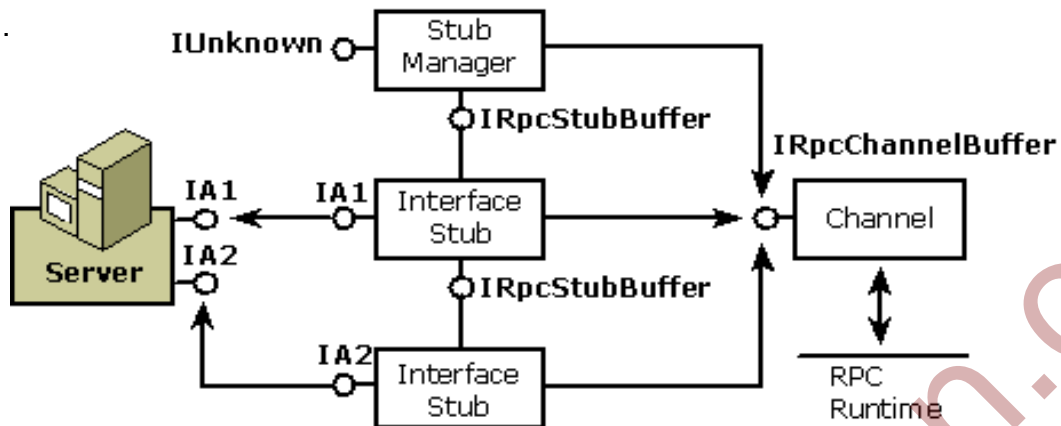 .
IUnknown
Stub
Manager
IRpcStubBuffer
IRpcChannelBuffer
IA1
IA1
Interface
Stub
Channel
Server
IA2
IRpcStubBuffer
IA2
Interface
Stub
RPC
Runtime